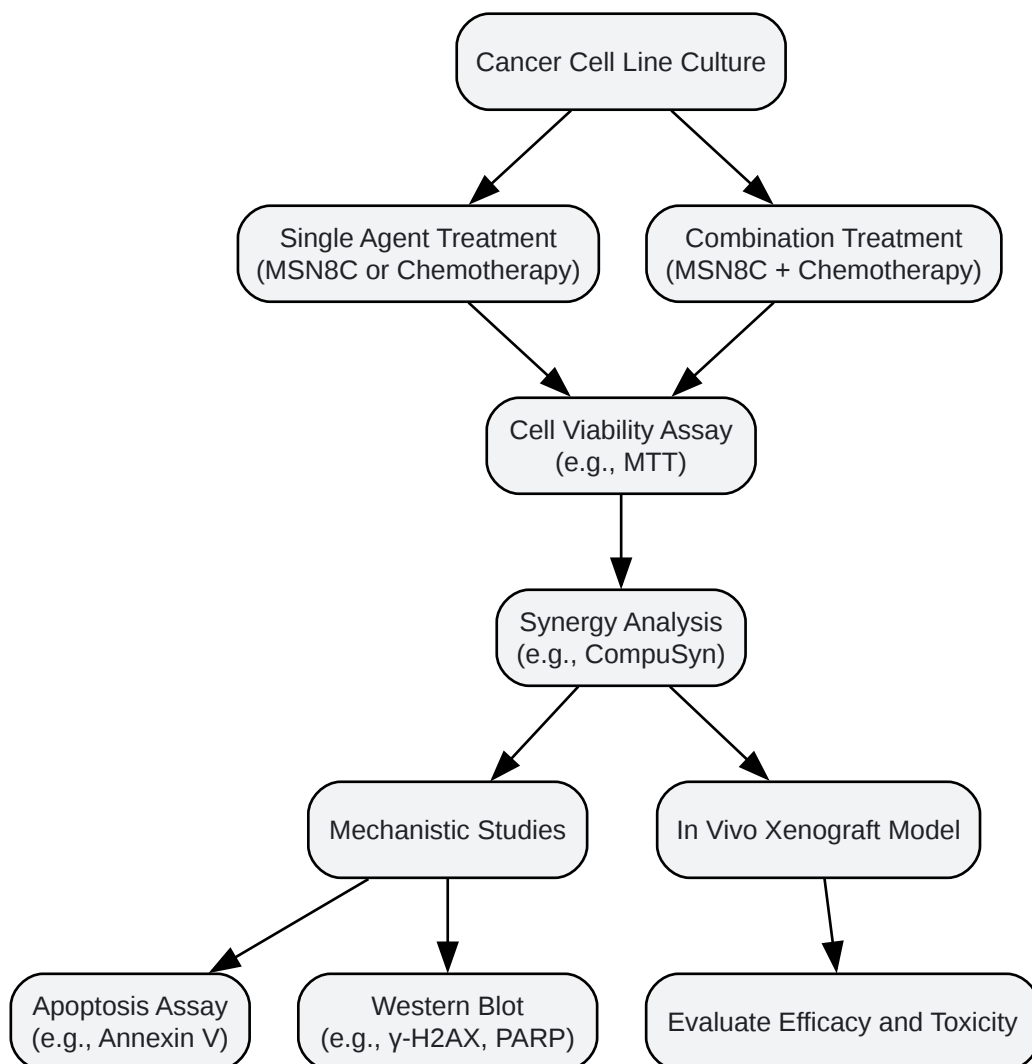 Cancer Cell Line Culture
Single Agent Treatment
(MSN8C or Chemotherapy)
Combination Treatment
(MSN8C + Chemotherapy)
Cell Viability Assay
(e.g., MTT)
Synergy Analysis
(e.g., CompuSyn)
Mechanistic Studies
In Vivo Xenograft Model
Apoptosis Assay
(e.g., Annexin V)
Western Blot
(e.g., γ-H2AX, PARP)
Evaluate Efficacy and Toxicity